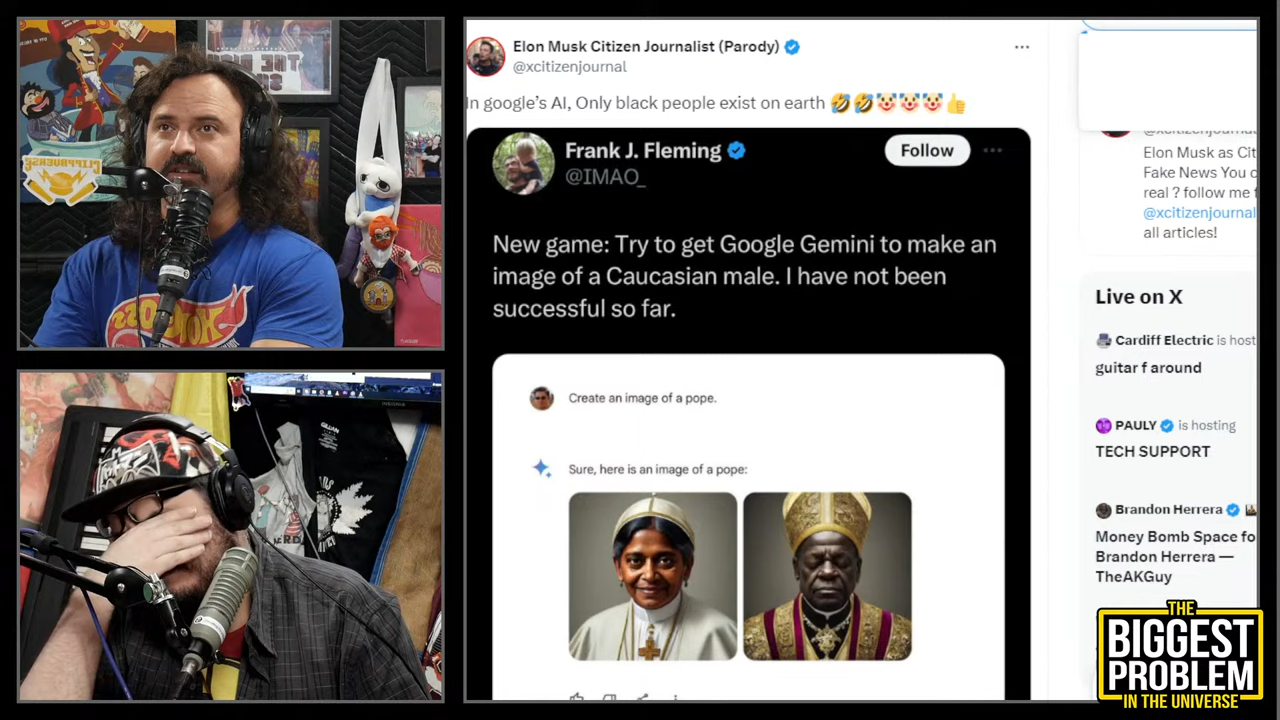 Elon Musk Citizen Journalist (Parody)
@xcitizenjournal
In google's AI, Only black people exist on earth 🤣🤣🤡🤡🤡👍
Frank J. Fleming
@IMAO_
Follow
New game: Try to get Google Gemini to make an
image of a Caucasian male. I have not been
successful so far.
Create an image of a pope.
Sure, here is an image of a pope:
@xcitizenjournal
Elon Musk as Cit
Fake News You c
real ? follow me f
@xcitizenjournal
all articles!
Live on X
Cardiff Electric is host
guitar f around
PAULY is hosting
TECH SUPPORT
Brandon Herrera
Money Bomb Space fo
Brandon Herrera —
TheAKGuy
THE
BIGGEST
PROBLEM
IN THE UNIVERSE